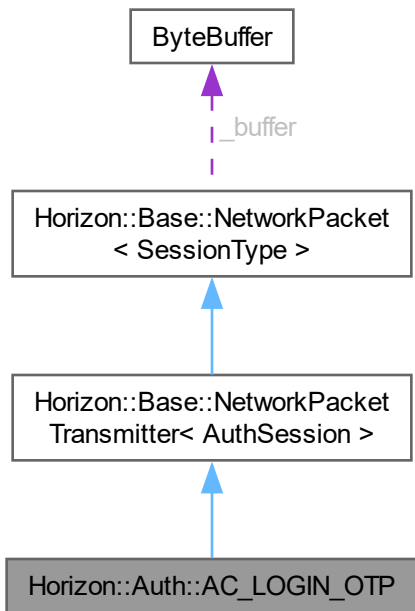 ByteBuffer
_buffer
Horizon::Base::NetworkPacket
< SessionType >
Horizon::Base::NetworkPacket
Transmitter< AuthSession >
Horizon::Auth::AC_LOGIN_OTP